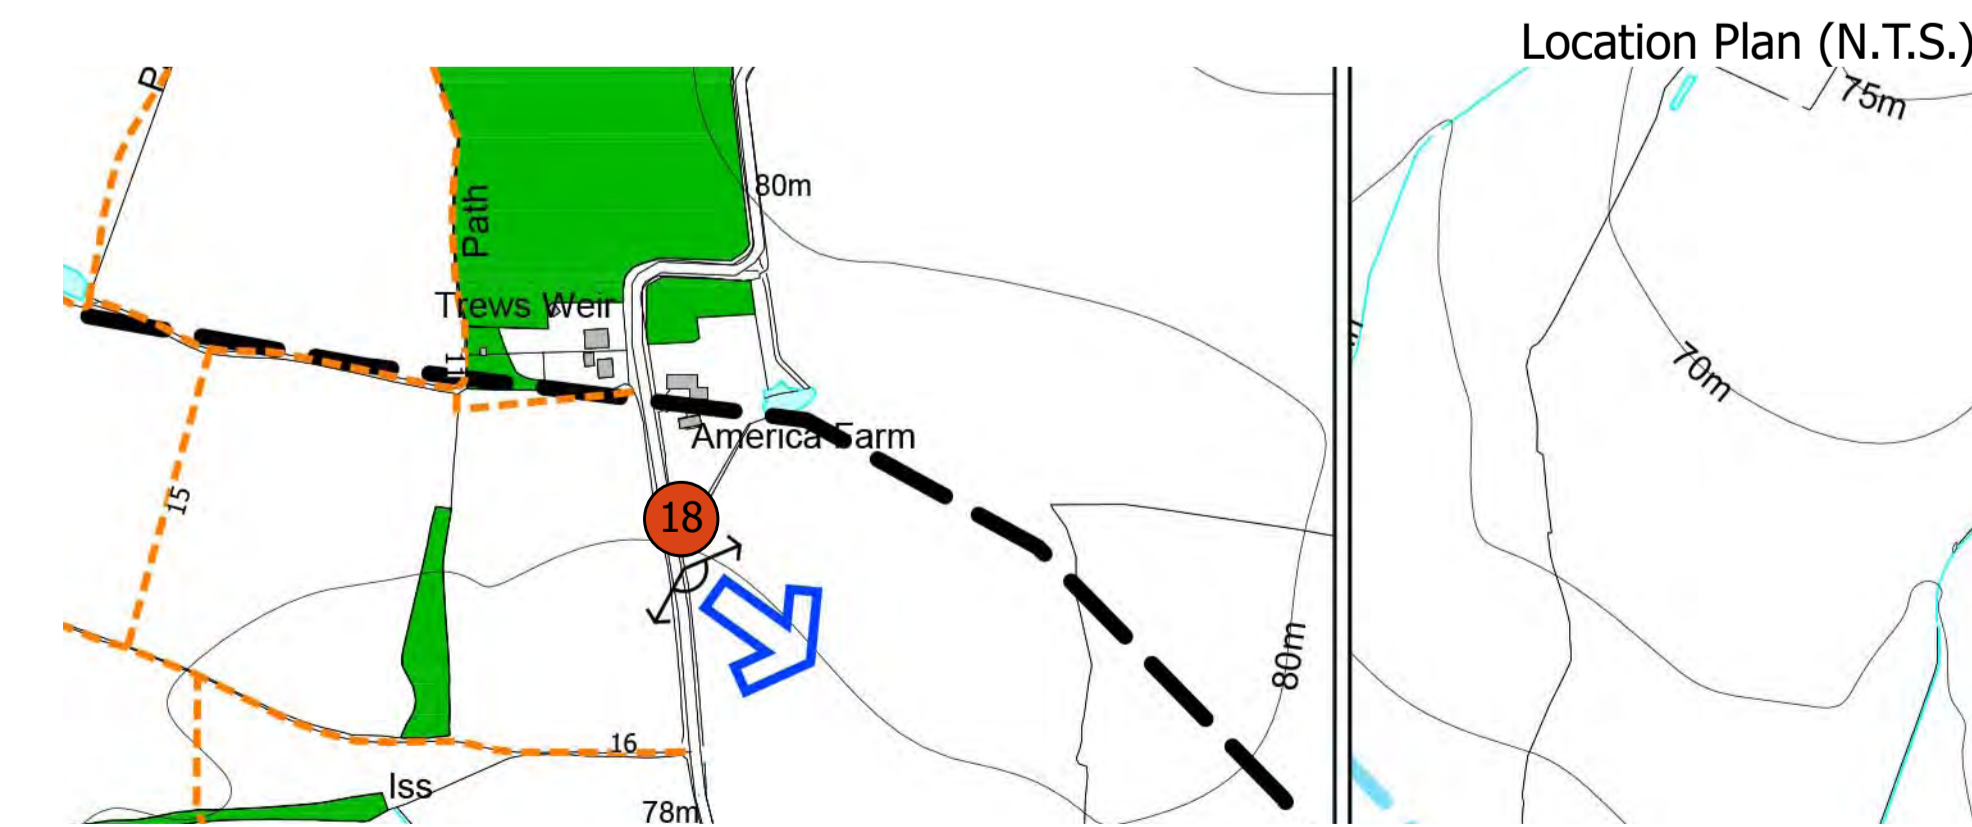 Location Plan (N.T.S.)
P
75m
80m
Path
Trews Weir
11
70m
America Farm
15
18
80m
16
Iss
78m